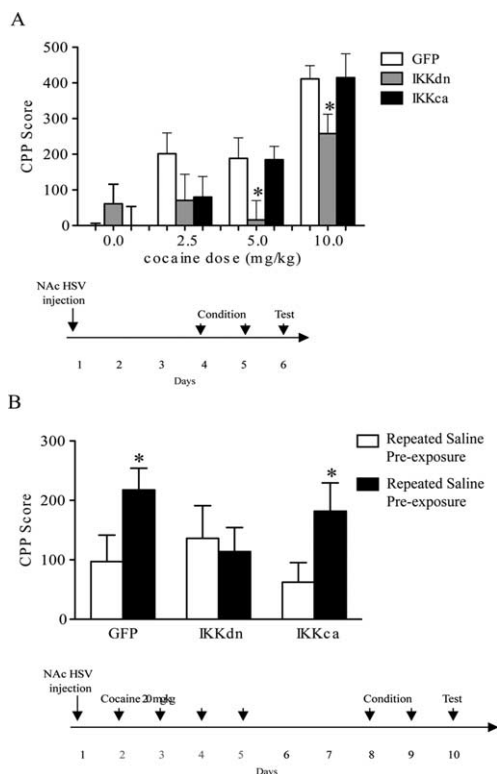 A
500
400
300
200
100
0
CPP Score
GFP
IKKdn
IKKca
*
*
0.0 2.5 5.0 10.0
cocaine dose (mg/kg)
NAc HSV
injection
Condition Test
1 2 3 4 5 6
Days
B
300
200
100
0
CPP Score
Repeated Saline
Pre-exposure
Repeated Saline
Pre-exposure
*
*
GFP IKKdn IKKca
NAc HSV
injection
Cocaine
Condition Test
1 2 3 4 5 6 7 8 9 10
Days